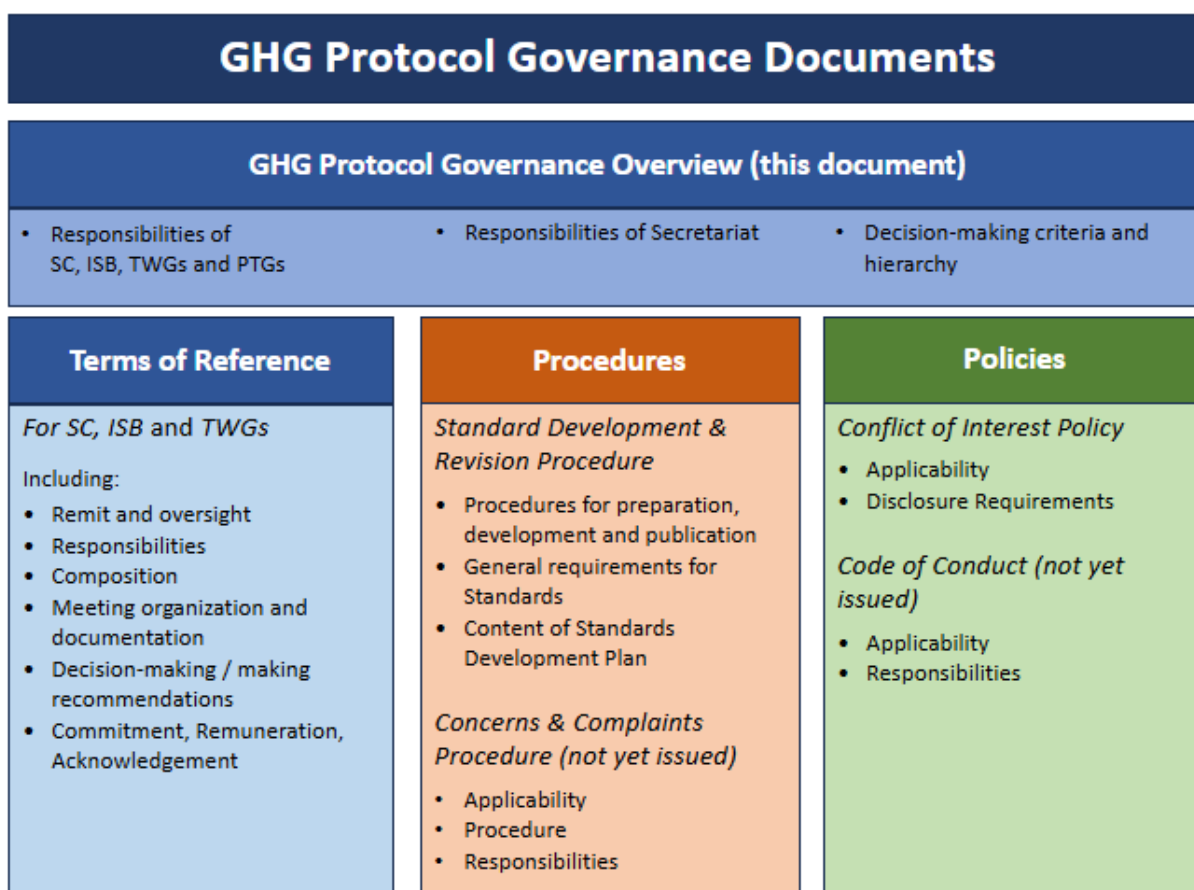 GHG Protocol Governance Documents
GHG Protocol Governance Overview (this document)
• Responsibilities of
SC, ISB, TWGs and PTGs
• Responsibilities of Secretariat
• Decision-making criteria and
hierarchy
Terms of Reference
For SC, ISB and TWGs
Including:
• Remit and oversight
• Responsibilities
• Composition
• Meeting organization and
documentation
• Decision-making / making
recommendations
• Commitment, Remuneration,
Acknowledgement
Procedures
Standard Development &
Revision Procedure
• Procedures for preparation,
development and publication
• General requirements for
Standards
• Content of Standards
Development Plan
Concerns & Complaints
Procedure (not yet issued)
• Applicability
• Procedure
• Responsibilities
Policies
Conflict of Interest Policy
• Applicability
• Disclosure Requirements
Code of Conduct (not yet
issued)
• Applicability
• Responsibilities